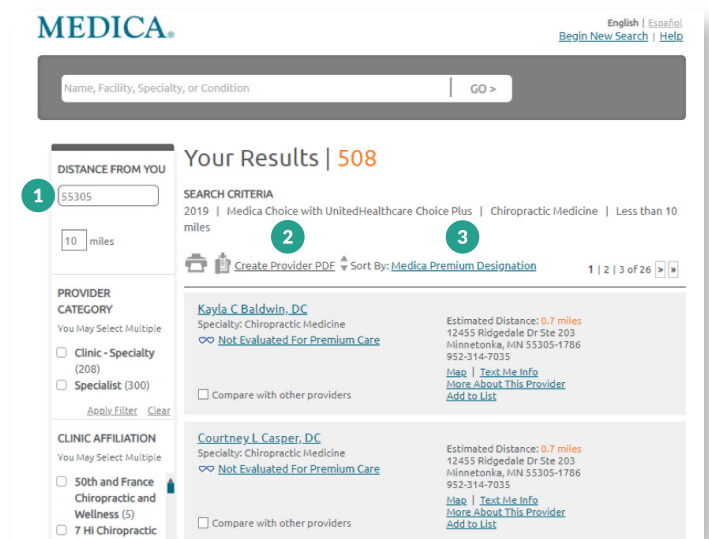 MEDICA®
English | Español
Begin New Search | Help
Name, Facility, Specialty, or Condition
GO >
DISTANCE FROM YOU
1
55305
10 miles
PROVIDER
CATEGORY
You May Select Multiple
Clinic - Specialty
(208)
Specialist (300)
Apply Filter Clear
CLINIC AFFILIATION
You May Select Multiple
50th and France
Chiropractic and
Wellness (5)
7 Hi Chiropractic
Your Results | 508
SEARCH CRITERIA
2019 | Medica Choice with UnitedHealthcare Choice Plus | Chiropractic Medicine | Less than 10
miles
2
3
Create Provider PDF Sort By: Medica Premium Designation
1 | 2 | 3 of 26 > »
Kayla C Baldwin, DC
Specialty: Chiropractic Medicine
Not Evaluated For Premium Care
Compare with other providers
Estimated Distance: 0.7 miles
12455 Ridgedale Dr Ste 203
Minnetonka, MN 55305-1786
952-314-7035
Map | Text Me Info
More About This Provider
Add to List
Courtney L Casper, DC
Specialty: Chiropractic Medicine
Not Evaluated For Premium Care
Compare with other providers
Estimated Distance: 0.7 miles
12455 Ridgedale Dr Ste 203
Minnetonka, MN 55305-1786
952-314-7035
Map | Text Me Info
More About This Provider
Add to List